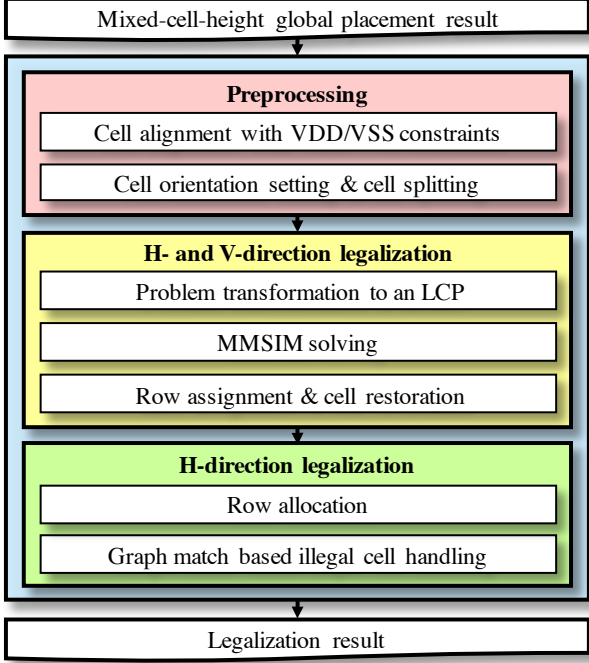 Mixed-cell-height global placement result
Preprocessing
Cell alignment with VDD/VSS constraints
Cell orientation setting & cell splitting
H- and V-direction legalization
Problem transformation to an LCP
MMSIM solving
Row assignment & cell restoration
H-direction legalization
Row allocation
Graph match based illegal cell handling
Legalization result